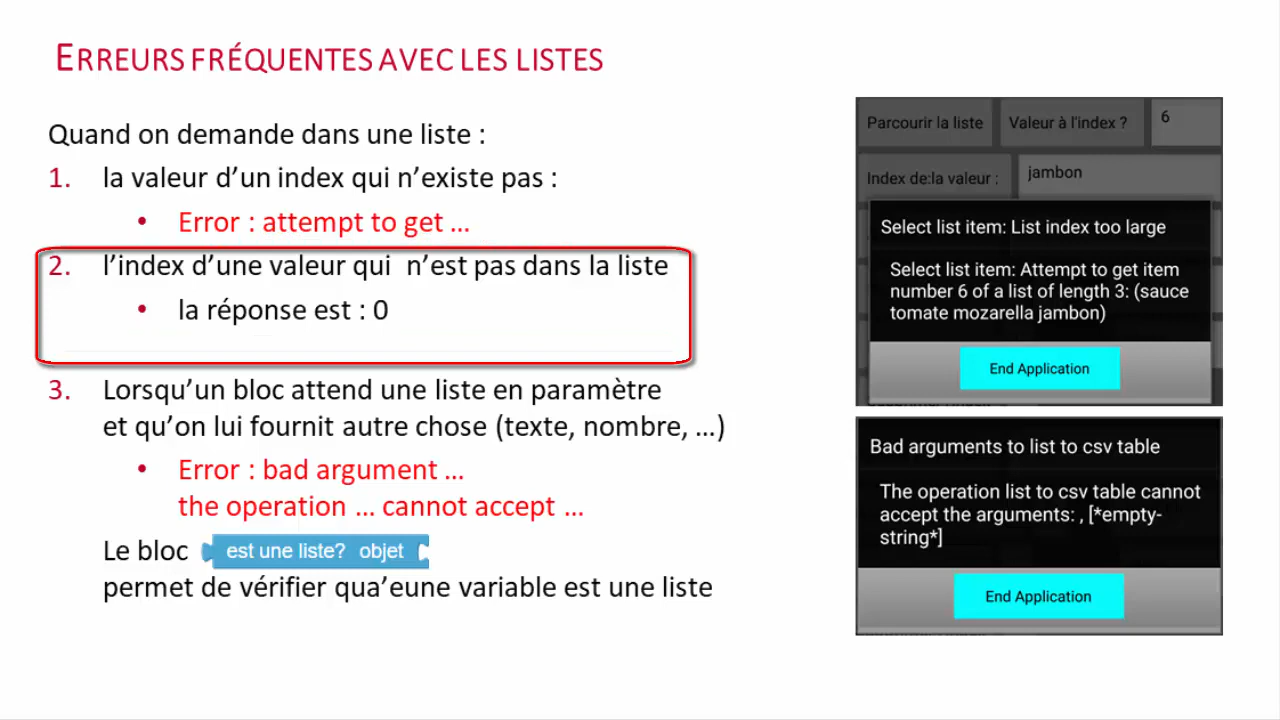 ERREURS FRÉQUENTES AVEC LES LISTES
Quand on demande dans une liste :
1. la valeur d’un index qui n’existe pas :
• Error : attempt to get …
2. l’index d’une valeur qui n’est pas dans la liste
• la réponse est : 0
3. Lorsqu’un bloc attend une liste en paramètre
et qu’on lui fournit autre chose (texte, nombre, …)
• Error : bad argument …
the operation … cannot accept …
Le bloc est une liste? objet
permet de vérifier qua’eune variable est une liste
Parcourir la liste Valeur à l'index ? 6
Index de:la valeur : jambon
Select list item: List index too large
Select list item: Attempt to get item
number 6 of a list of length 3: (sauce
tomate mozarella jambon)
End Application
Bad arguments to list to csv table
The operation list to csv table cannot
accept the arguments: , [*empty-
string*]
End Application